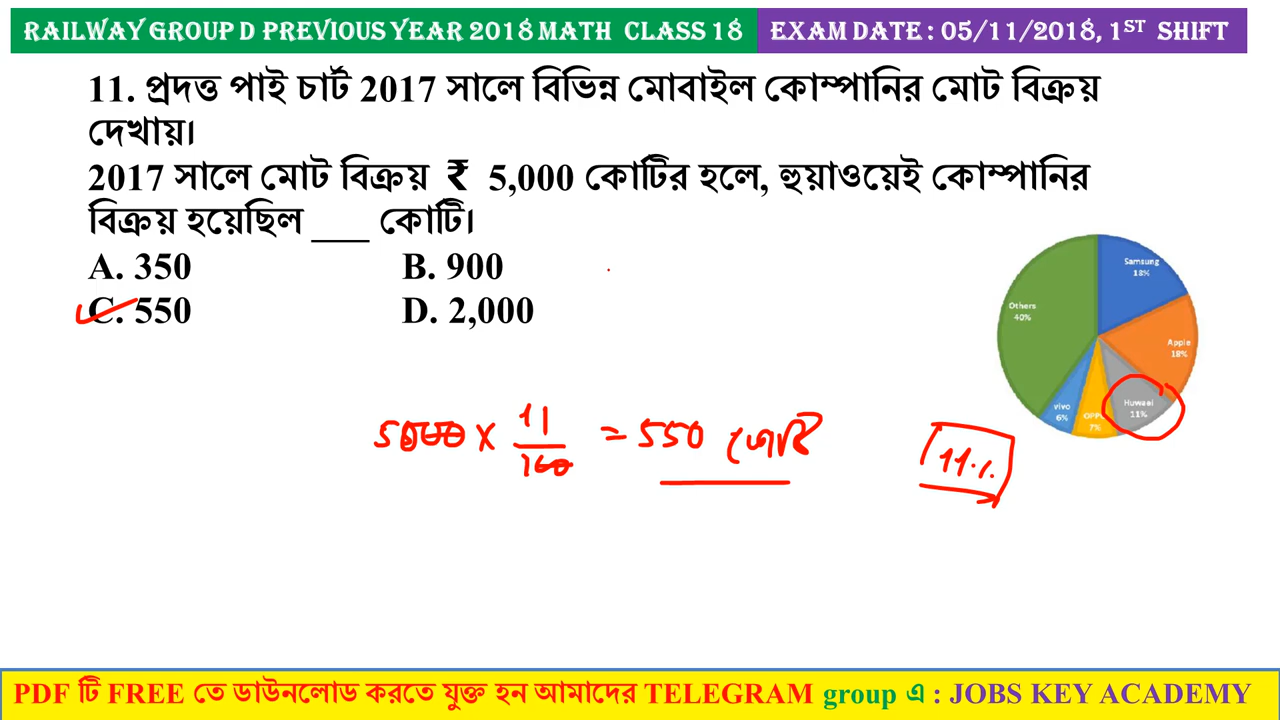 RAILWAY GROUP D PREVIOUS YEAR 2018 MATH CLASS 18
EXAM DATE : 05/11/2018, 1ST SHIFT
11. প্রদত্ত পাই চার্ট 2017 সালে বিভিন্ন মোবাইল কোম্পানির মোট বিক্রয়
দেখায়।
2017 সালে মোট বিক্রয় ₹ 5,000 কোটির হলে, হুয়াওয়েই কোম্পানির
বিক্রয় হয়েছিল ___ কোটি।
A. 350 B. 900
C. 550 D. 2,000
Samsung
18%
Apple
18%
Huwaei
11%
OPPO
7%
vivo
6%
Others
40%
5000 × 11/100 = 550 কোটি
11%
PDF টি FREE তে ডাউনলোড করতে যুক্ত হন আমাদের TELEGRAM group এ : JOBS KEY ACADEMY